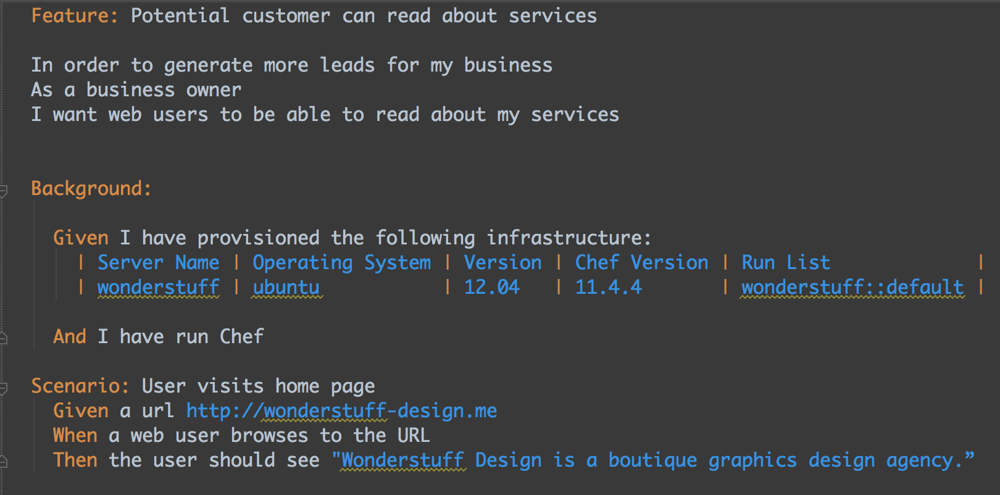 Feature: Potential customer can read about services
In order to generate more leads for my business
As a business owner
I want web users to be able to read about my services
Background:
Given I have provisioned the following infrastructure:
| Server Name | Operating System | Version | Chef Version | Run List |
| wonderstuff | ubuntu | 12.04 | 11.4.4 | wonderstuff::default |
And I have run Chef
Scenario: User visits home page
Given a url http://wonderstuff-design.me
When a web user browses to the URL
Then the user should see "Wonderstuff Design is a boutique graphics design agency.”